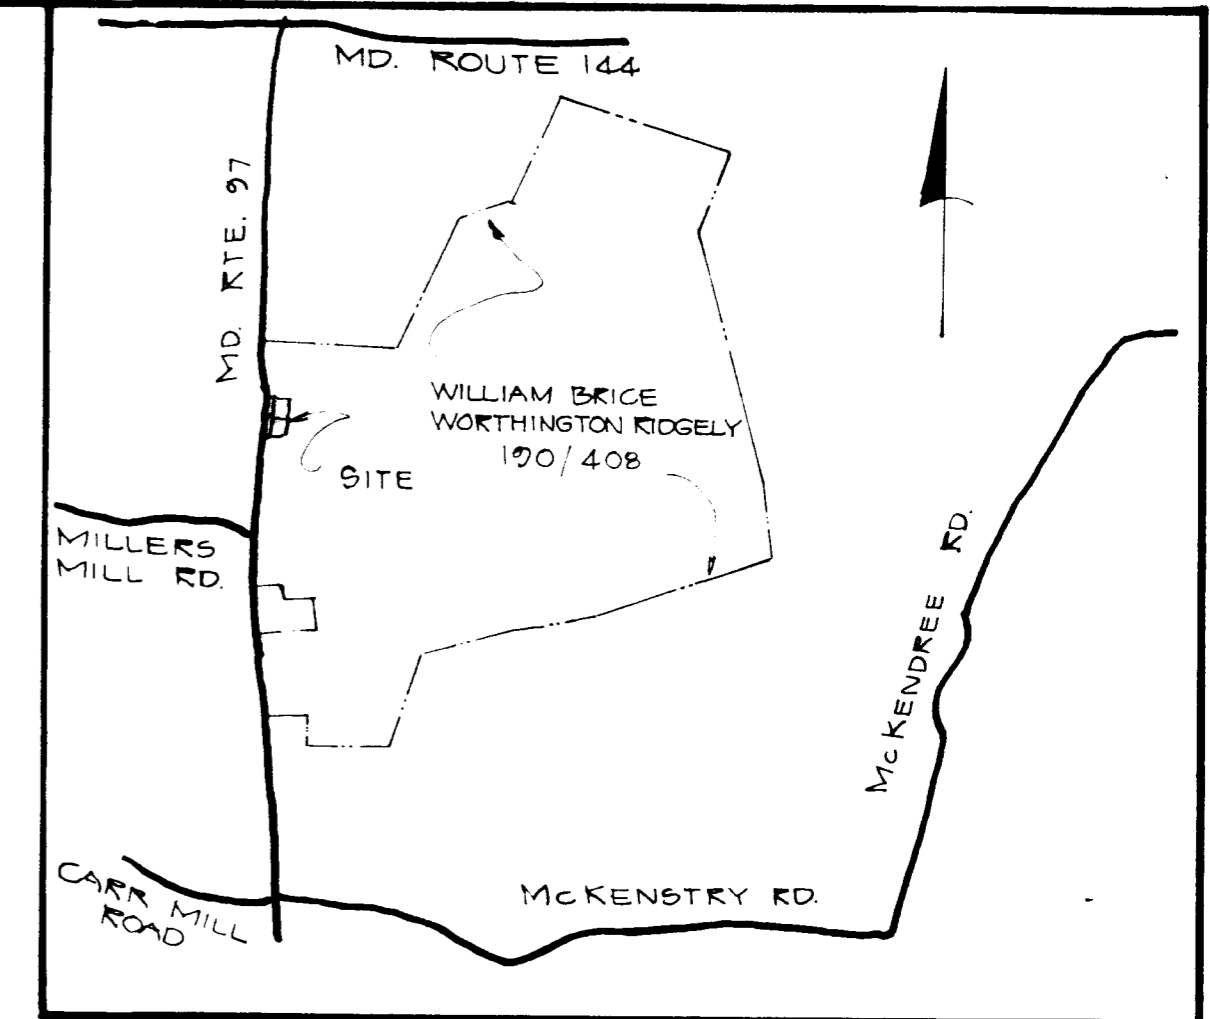 MD. ROUTE 144
MD. RTE. 97
WILLIAM BRICE
WORTHINGTON RIDGELY
190/408
SITE
MILLERS
MILL RD.
McKENDREE RD.
CARR MILL
ROAD
McKENSTRY RD.